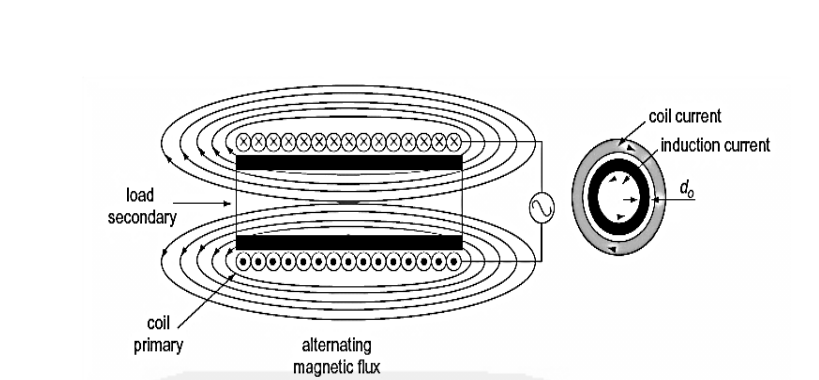 coil current
induction current
d₀
load
secondary
coil
primary
alternating
magnetic flux